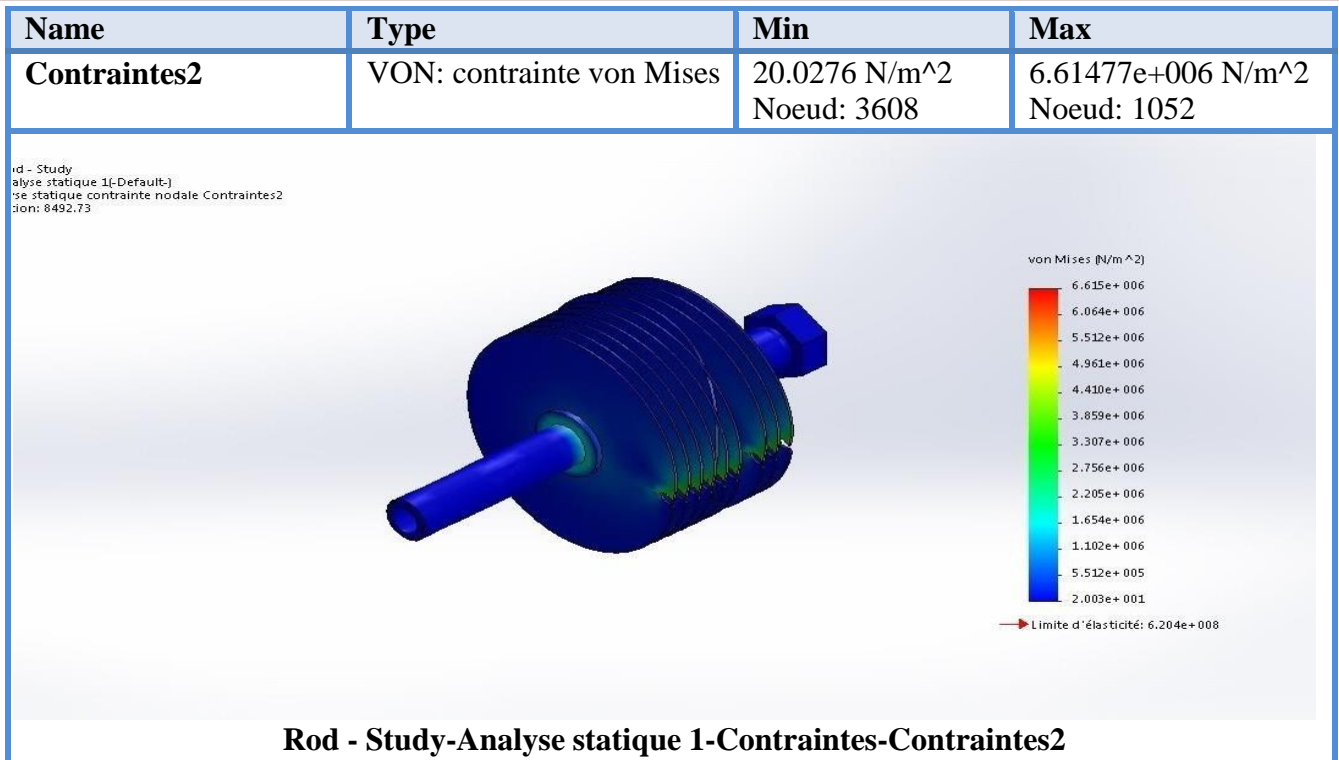 Name Type Min Max
Contraintes2 VON: contrainte von Mises 20.0276 N/m^2 6.61477e+006 N/m^2
Noeud: 3608 Noeud: 1052
d - Study
alyse statique 1(-Default-)
se statique contrainte nodale Contraintes2
ion: 8492.73
von Mises (N/m^2)
6.615e+006
6.064e+006
5.512e+006
4.961e+006
4.410e+006
3.859e+006
3.307e+006
2.756e+006
2.205e+006
1.654e+006
1.102e+006
5.512e+005
2.003e+001
Limite d'élasticité: 6.204e+008
Rod - Study-Analyse statique 1-Contraintes-Contraintes2